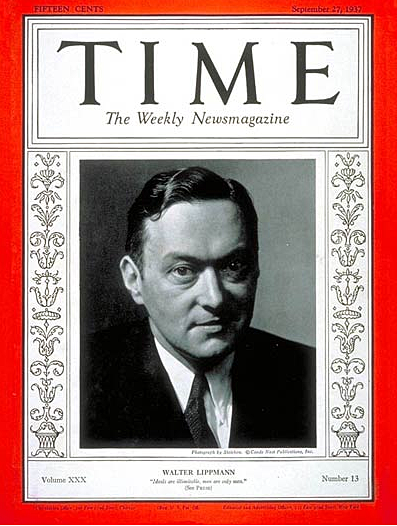 FIFTEEN CENTS September 27, 1937
TIME
The Weekly Newsmagazine
Photograph by Steichen. © Condé Nast Publications, Inc.
WALTER LIPPMANN
"Ideals are illimitable, men are only men."
(See PRESS)
Volume XXX Number 13